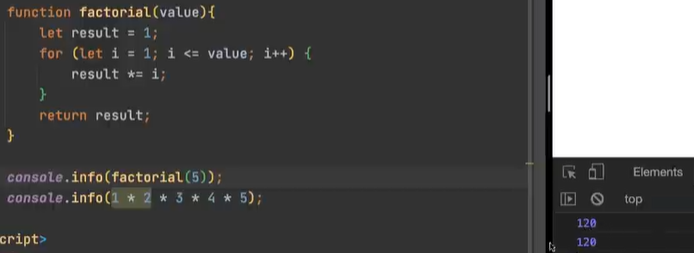 function factorial(value){
let result = 1;
for (let i = 1; i <= value; i++) {
result *= i;
}
return result;
}
console.info(factorial(5));
console.info(1 * 2 * 3 * 4 * 5);
cript>
Elements
top
120
120